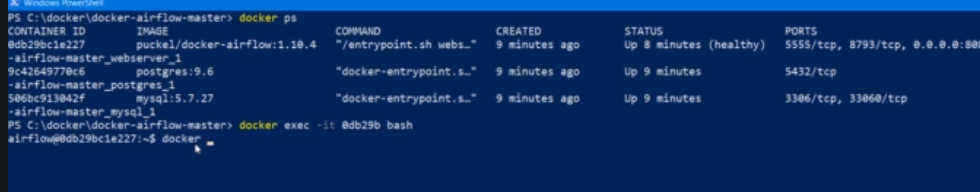 Windows PowerShell
PS C:\docker\docker-airflow-master> docker ps
CONTAINER ID IMAGE COMMAND CREATED STATUS PORTS
0db29bc1e227 puckel/docker-airflow:1.10.4 "/entrypoint.sh webs…" 9 minutes ago Up 8 minutes (healthy) 5555/tcp, 8793/tcp, 0.0.0.0:80
-airflow-master_webserver_1
9c42649770c6 postgres:9.6 "docker-entrypoint.s…" 9 minutes ago Up 9 minutes 5432/tcp
-airflow-master_postgres_1
506bc913042f mysql:5.7.27 "docker-entrypoint.s…" 9 minutes ago Up 9 minutes 3306/tcp, 33060/tcp
-airflow-master_mysql_1
PS C:\docker\docker-airflow-master> docker exec -it 0db29b bash
airflow@0db29bc1e227:~$ docker